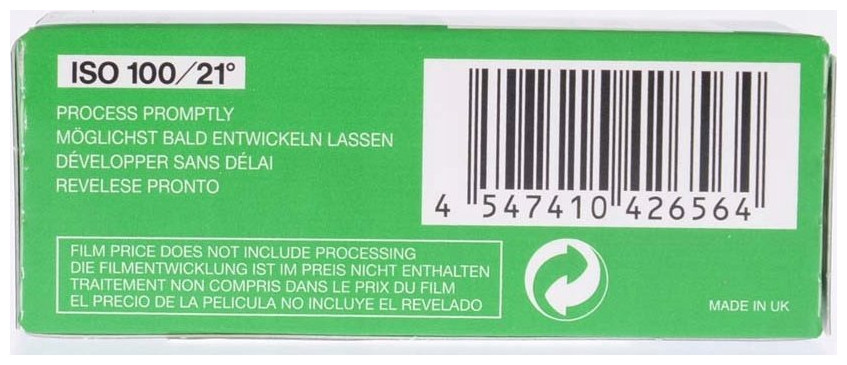 ISO 100/21°
PROCESS PROMPTLY
MÖGLICHST BALD ENTWICKELN LASSEN
DÉVELOPPER SANS DÉLAI
REVELESE PRONTO
4 547410 426564
FILM PRICE DOES NOT INCLUDE PROCESSING
DIE FILMENTWICKLUNG IST IM PREIS NICHT ENTHALTEN
TRAITEMENT NON COMPRIS DANS LE PRIX DU FILM
EL PRECIO DE LA PELICULA NO INCLUYE EL REVELADO
MADE IN UK